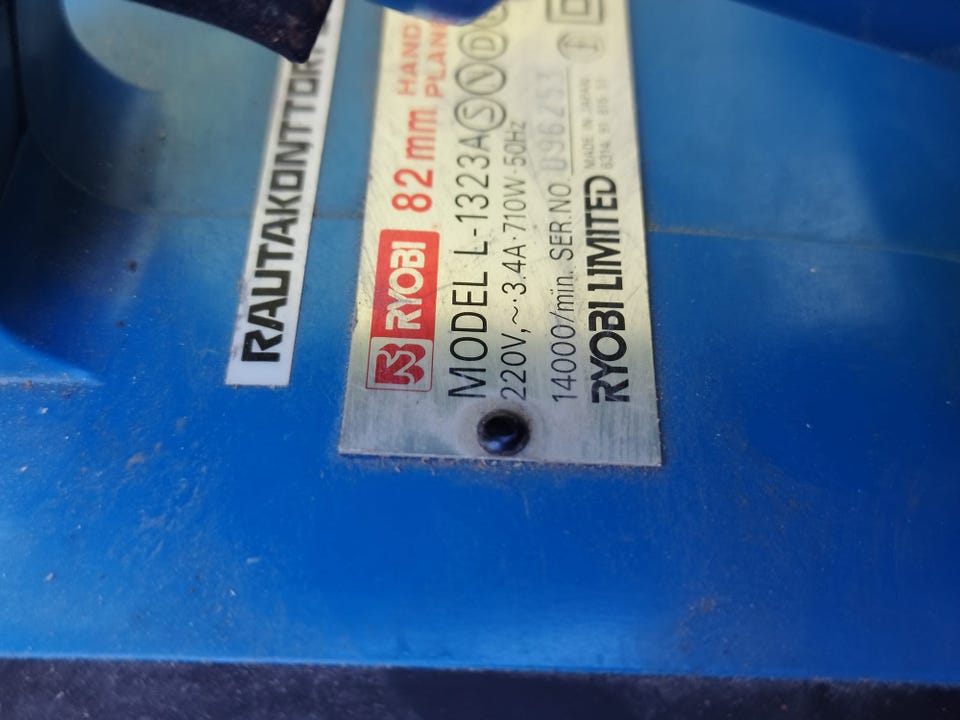 RAUTAKONTTORI
RYOBI 82 mm HAND PLANE
MODEL L-1323A S N D
220V,~·3.4A·710W·50Hz
14000/min. SER.NO. 096253
MADE IN JAPAN
RYOBI LIMITED